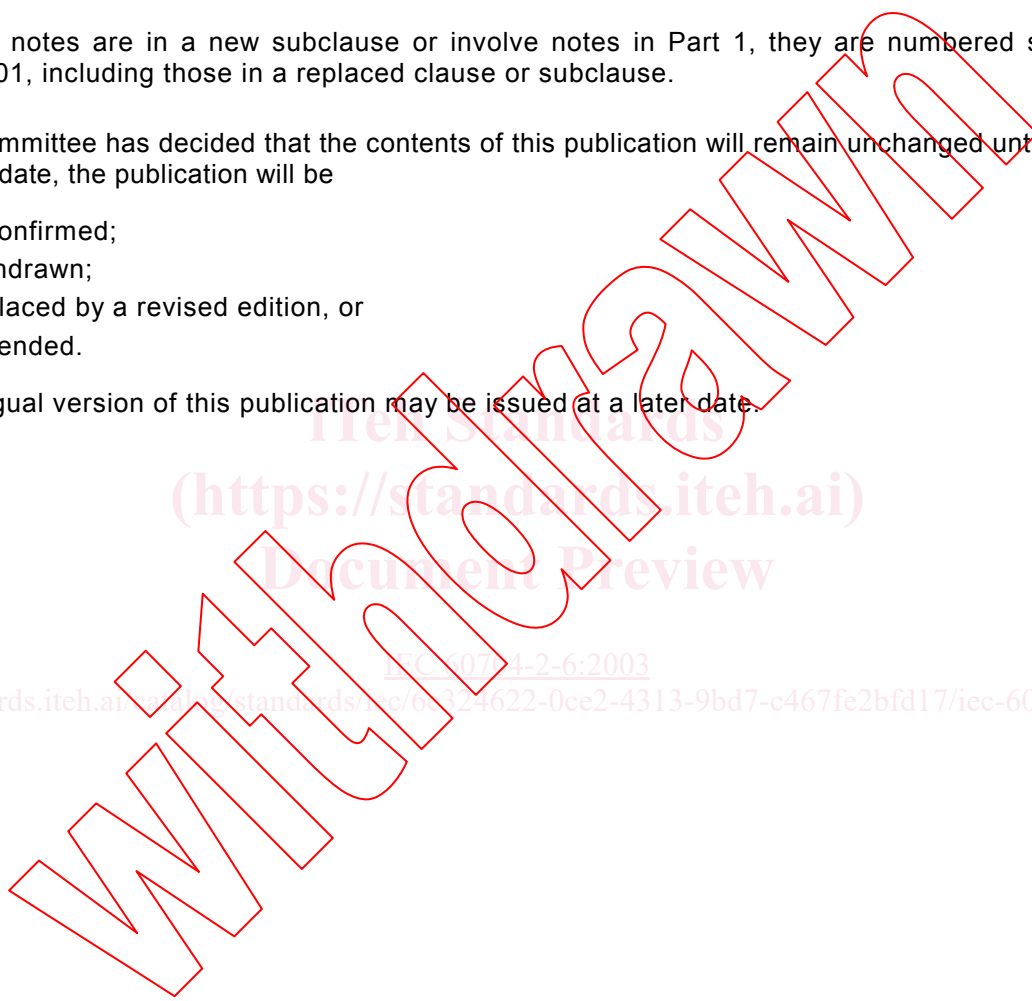 notes are in a new subclause or involve notes in Part 1, they are numbered s
01, including those in a replaced clause or subclause.
mmittee has decided that the contents of this publication will remain unchanged unt
date, the publication will be
onfirmed;
hdrawn;
laced by a revised edition, or
ended.
gual version of this publication may be issued at a later date.
iTeh Standards
(https://standards.iteh.ai)
Document Preview
IEC 60704-2-6:2003
rds.iteh.ai/catalog/standards/iec/6c324622-0ce2-4313-9bd7-c467fe2bfd17/iec-60
withdrawn